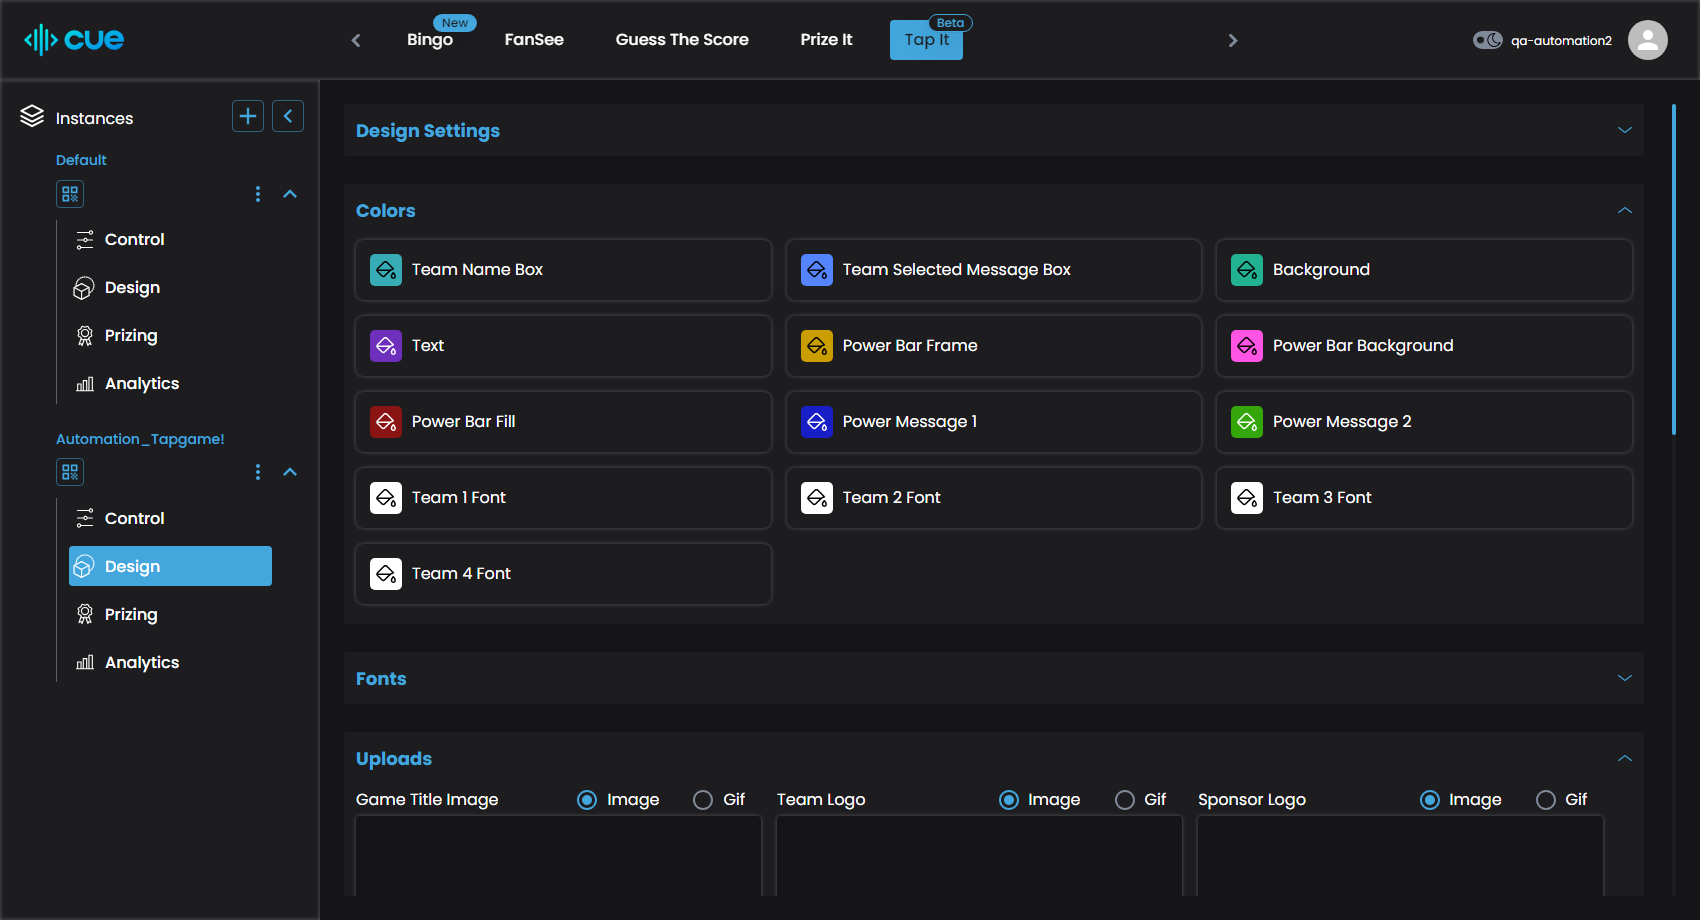 cue
New
Bingo
FanSee
Guess The Score
Prize It
Beta
Tap It
qa-automation2
Instances
Default
Control
Design
Prizing
Analytics
Automation_Tapgame!
Control
Design
Prizing
Analytics
Design Settings
Colors
Team Name Box
Team Selected Message Box
Background
Text
Power Bar Frame
Power Bar Background
Power Bar Fill
Power Message 1
Power Message 2
Team 1 Font
Team 2 Font
Team 3 Font
Team 4 Font
Fonts
Uploads
Game Title Image Image Gif
Team Logo Image Gif
Sponsor Logo Image Gif